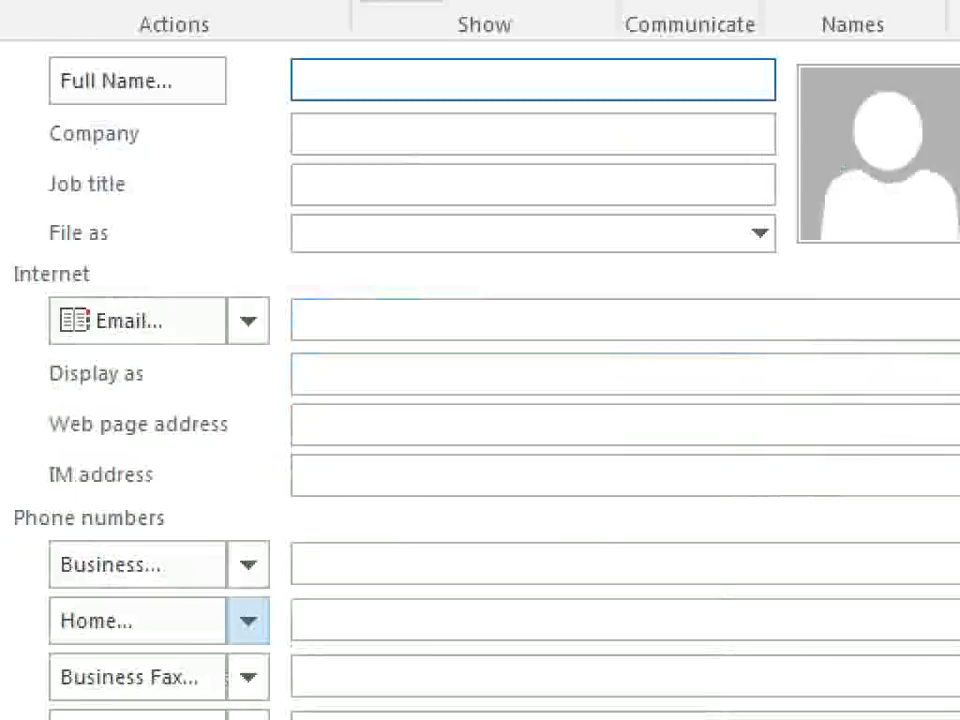 Actions Show Communicate Names
Full Name...
Company
Job title
File as
Internet
Email...
Display as
Web page address
IM address
Phone numbers
Business...
Home...
Business Fax...